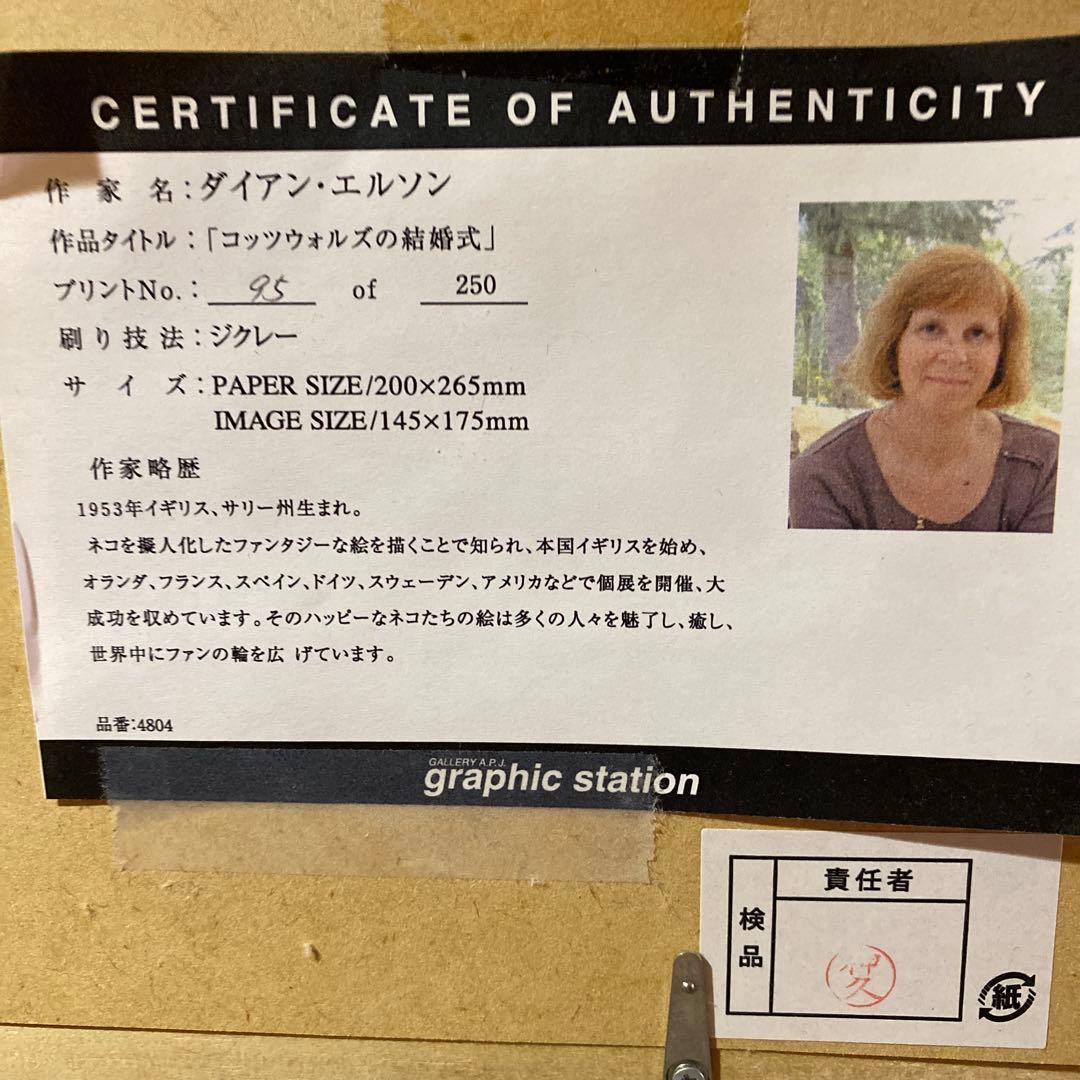 CERTIFICATE OF AUTHENTICITY
作家名:ダイアン・エルソン
作品タイトル:「コッツウォルズの結婚式」
プリントNo.: 95 of 250
刷り技法:ジクレー
サイズ:PAPER SIZE/200×265mm
IMAGE SIZE/145×175mm
作家略歴
1953年イギリス、サリー州生まれ。
ネコを擬人化したファンタジーな絵を描くことで知られ、本国イギリスを始め、
オランダ、フランス、スペイン、ドイツ、スウェーデン、アメリカなどで個展を開催、大
成功を収めています。そのハッピーなネコたちの絵は多くの人々を魅了し、癒し、
世界中にファンの輪を広 げています。
品番:4804
GALLERY A.P.J.
graphic station
責任者
検品
紙